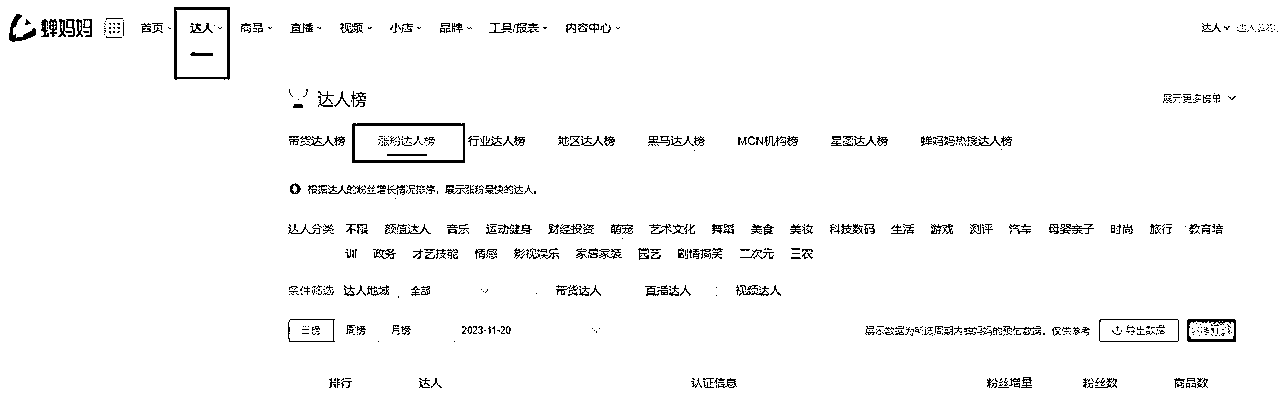 蝉妈妈 首页 达人 商品 直播 视频 小店 品牌 工具/报表 内容中心 达人
达人榜 展开更多榜单
带货达人榜 涨粉达人榜 行业达人榜 地区达人榜 黑马达人榜 MCN机构榜 星图达人榜 蝉妈妈热搜达人榜
根据达人的粉丝增长情况排序，展示涨粉最快的达人。
达人分类 不限 颜值达人 音乐 运动健身 财经投资 萌宠 艺术文化 舞蹈 美食 美妆 科技数码 生活 游戏 测评 汽车 母婴亲子 时尚 旅行 教育培
训 政务 才艺技能 情感 影视娱乐 家居家装 园艺 剧情搞笑 二次元 三农
条件筛选 达人地域 全部 带货达人 直播达人 视频达人
日榜 周榜 月榜 2023-11-20 展示数据为所选周期内蝉妈妈的预估数据，仅供参考 导出数据
排行 达人 认证信息 粉丝增量 粉丝数 商品数